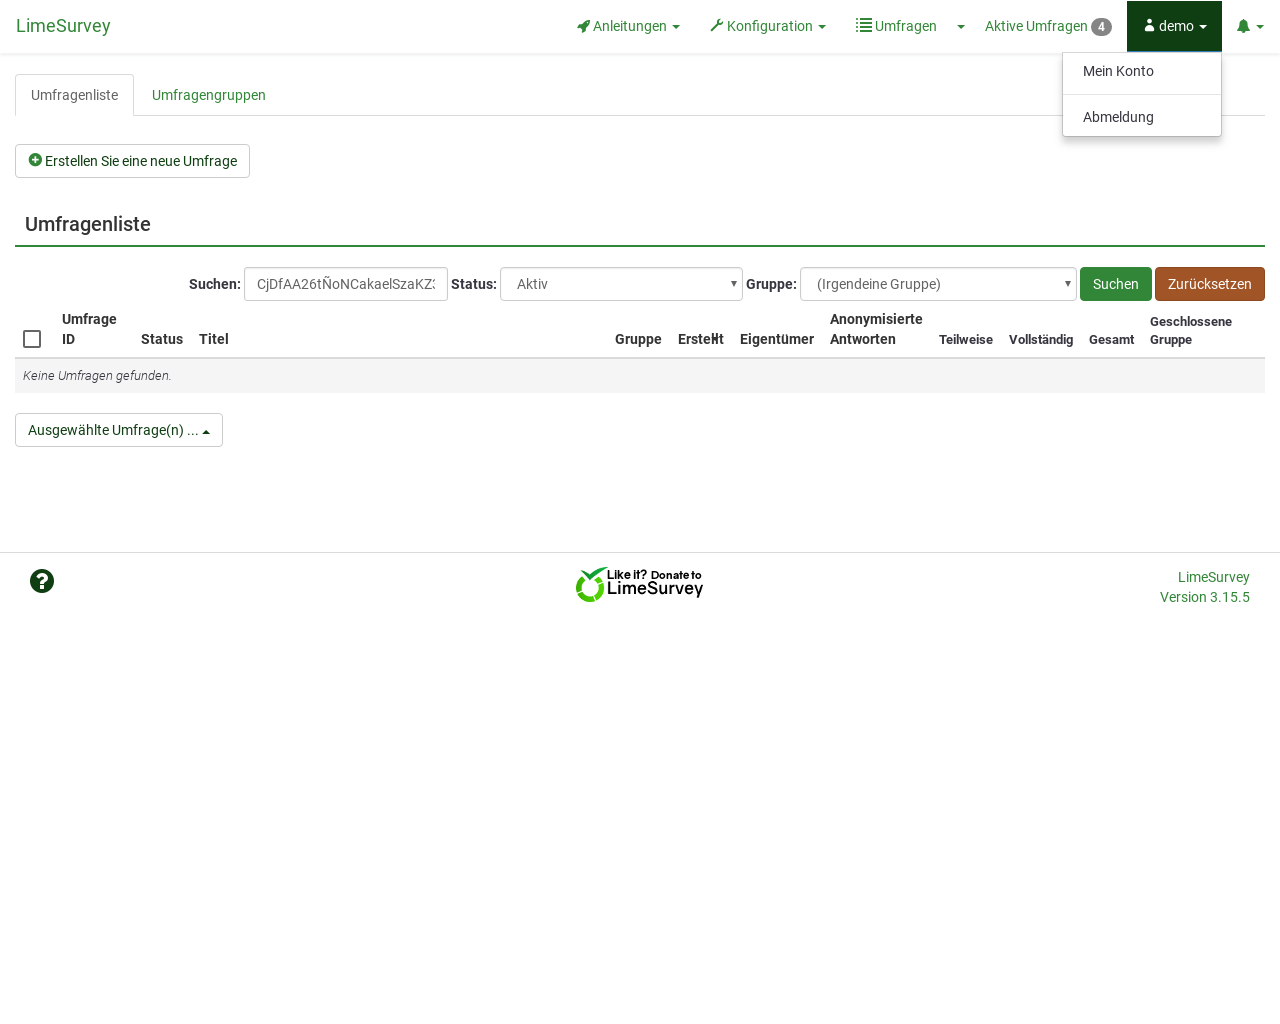 LimeSurvey
Anleitungen
Konfiguration
Umfragen
Aktive Umfragen 4
demo
Mein Konto
Abmeldung
Umfragenliste
Umfragengruppen
Erstellen Sie eine neue Umfrage
Umfragenliste
Suchen: CjDfAA26tÑoNCakaelSzaKZ
Status: Aktiv
Gruppe: (Irgendeine Gruppe)
Suchen
Zurücksetzen
Umfrage ID
Status
Titel
Gruppe
Erstellt
Eigentümer
Anonymisierte Antworten
Teilweise
Vollständig
Gesamt
Geschlossene Gruppe
Keine Umfragen gefunden.
Ausgewählte Umfrage(n) ...
Like it? Donate to
LimeSurvey
LimeSurvey
Version 3.15.5